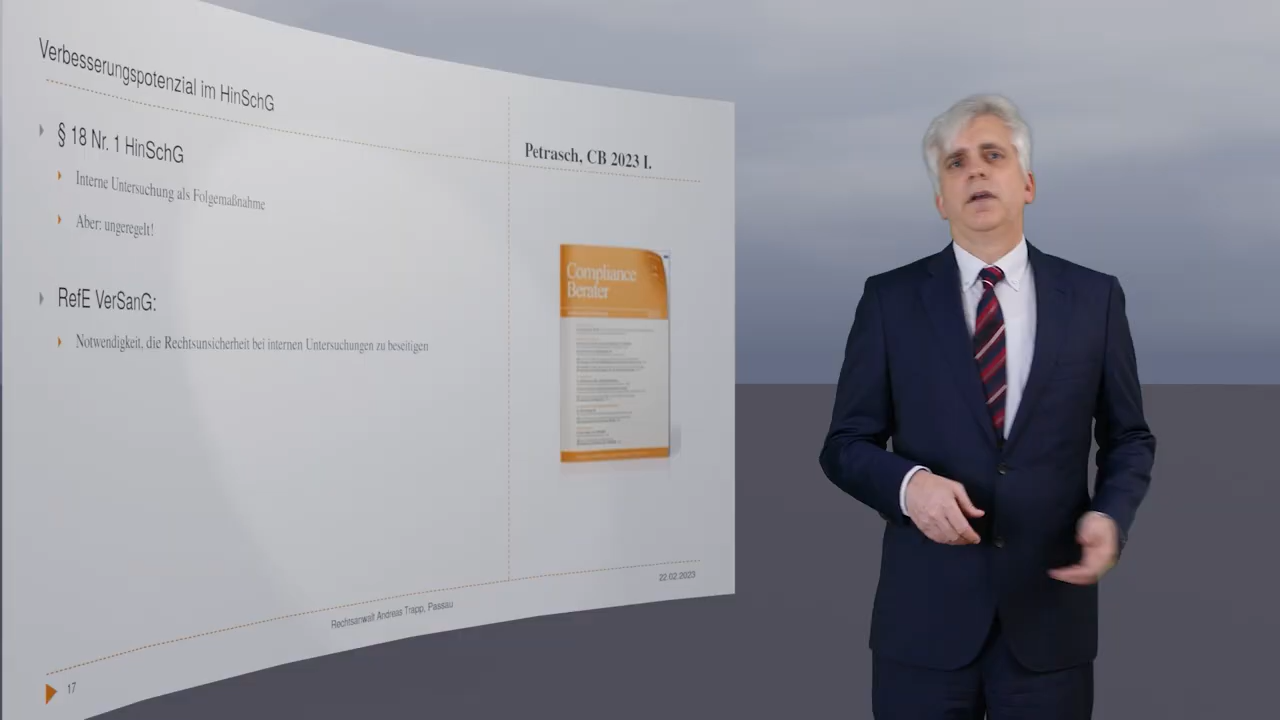 Verbesserungspotenzial im HinSchG
§ 18 Nr. 1 HinSchG
Interne Untersuchung als Folgemaßnahme
Aber: ungeregelt!
RefE VerSanG:
Notwendigkeit, die Rechtsunsicherheit bei internen Untersuchungen zu beseitigen
Petrasch, CB 2023 I.
Compliance
Berater
22.02.2023
Rechtsanwalt Andreas Trapp, Passau
17